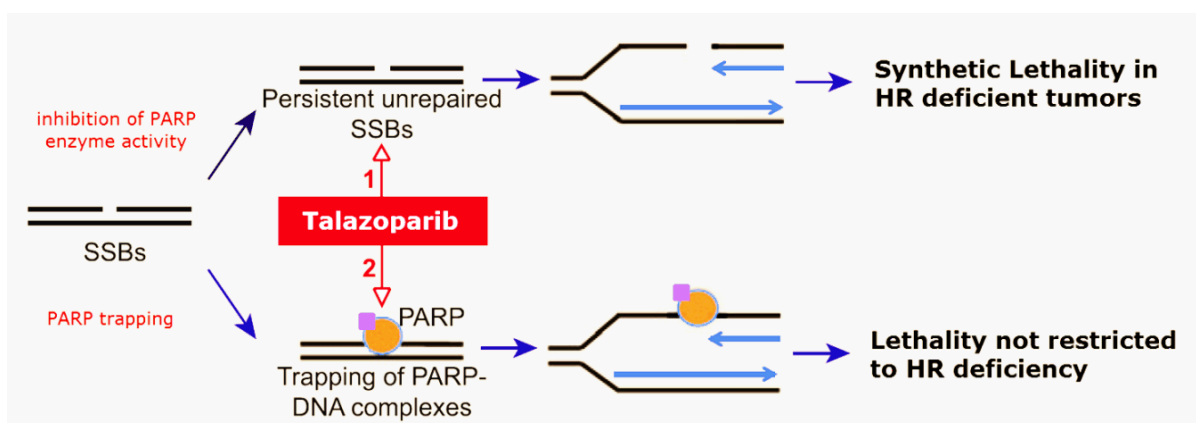 inhibition of PARP
enzyme activity
Persistent unrepaired
SSBs
Synthetic Lethality in
HR deficient tumors
1
Talazoparib
SSBs
2
PARP trapping
PARP
Trapping of PARP-
DNA complexes
Lethality not restricted
to HR deficiency